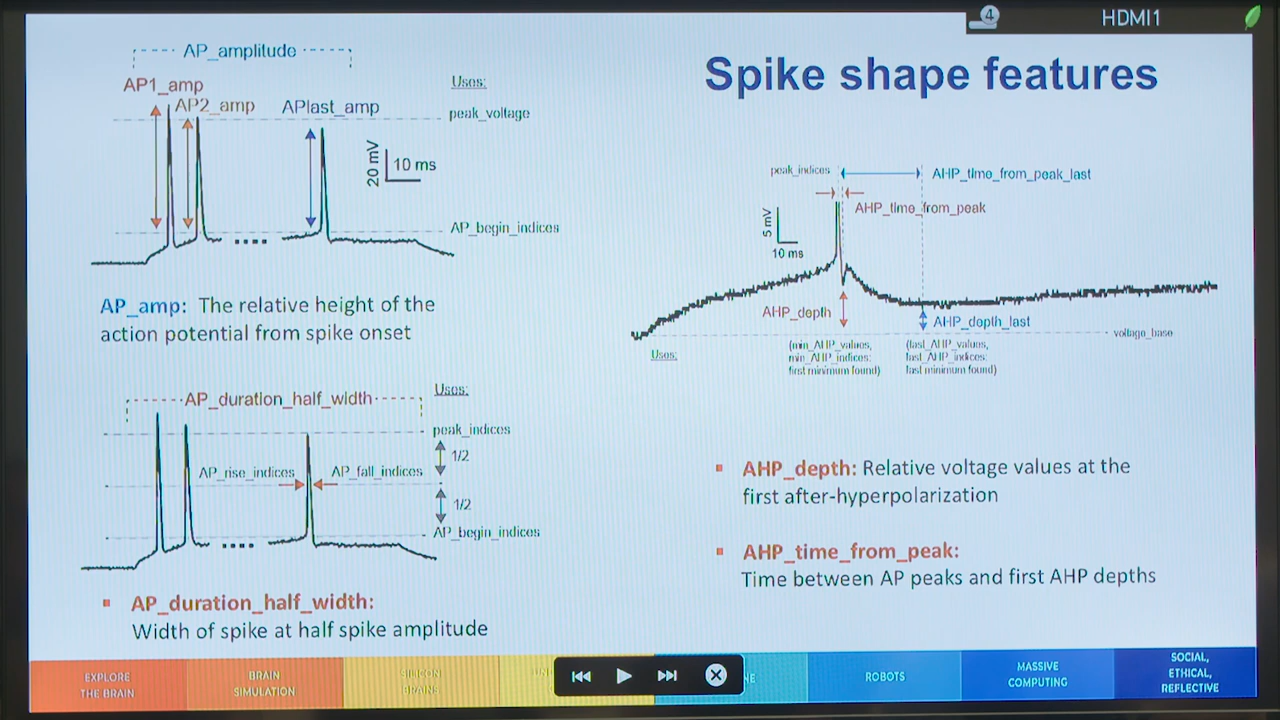 4
HDMI1
Spike shape features
AP_amplitude
AP1_amp
AP2_amp
APlast_amp
Uses:
peak_voltage
20 mV
10 ms
AP_begin_indices
AP_amp: The relative height of the
action potential from spike onset
AP_duration_half_width
Uses:
peak_indices
1/2
AP_rise_indices
AP_fall_indices
1/2
AP_begin_indices
AP_duration_half_width:
Width of spike at half spike amplitude
peak_indices
AHP_time_from_peak_last
AHP_time_from_peak
5 mV
10 ms
AHP_depth
AHP_depth_last
voltage_base
Uses:
(min_AHP_values,
min_AHP_indices:
first minimum found)
(last_AHP_values,
last_AHP_indices:
last minimum found)
AHP_depth: Relative voltage values at the
first after-hyperpolarization
AHP_time_from_peak:
Time between AP peaks and first AHP depths
EXPLORE
THE BRAIN
BRAIN
SIMULATION
SILICON
BRAINS
ROBOTS
MASSIVE
COMPUTING
SOCIAL,
ETHICAL,
REFLECTIVE